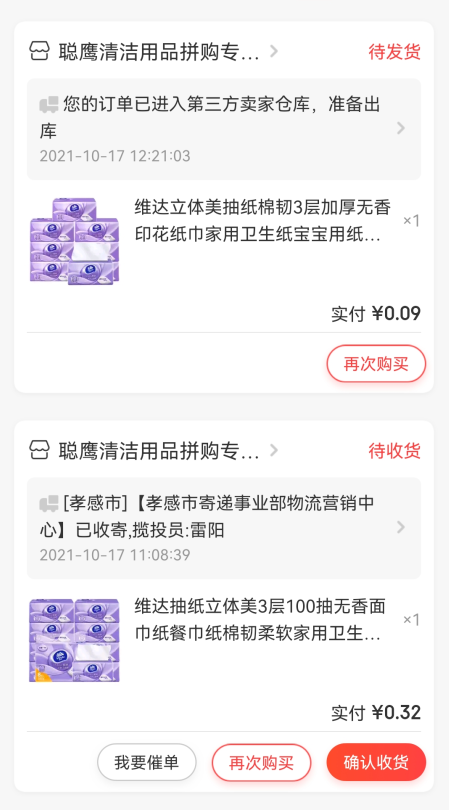 聪鹰清洁用品拼购专...
待发货
您的订单已进入第三方卖家仓库，准备出
库
2021-10-17 12:21:03
维达立体美抽纸棉韧3层加厚无香
印花纸巾家用卫生纸宝宝用纸...
×1
实付 ¥0.09
再次购买
聪鹰清洁用品拼购专...
待收货
[孝感市]【孝感市寄递事业部物流营销中
心】已收寄,揽投员:雷阳
2021-10-17 11:08:39
维达抽纸立体美3层100抽无香面
巾纸餐巾纸棉韧柔软家用卫生...
×1
实付 ¥0.32
我要催单
再次购买
确认收货